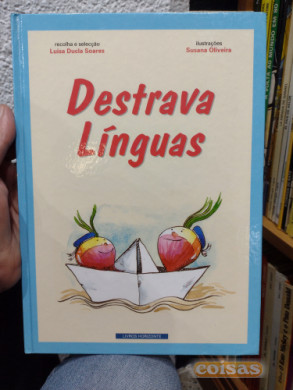 recolha e selecção
Luísa Ducla Soares
ilustrações
Susana Oliveira
Destrava
Línguas
LIVROS HORIZONTE
coisas